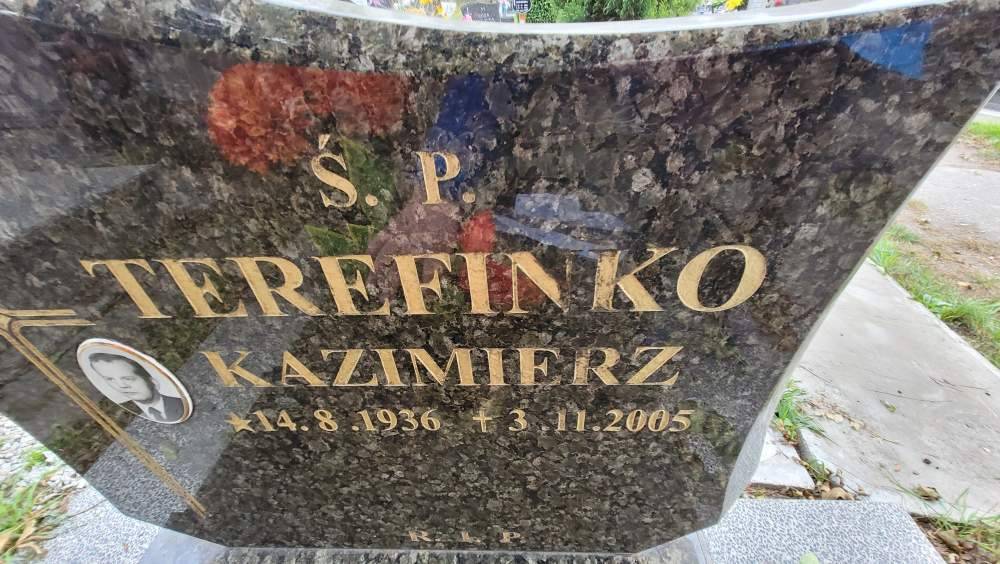 Ś. P.
TEREFINKO
KAZIMIERZ
★14. 8 .1936 ✝ 3 .11.2005
R. I. P.